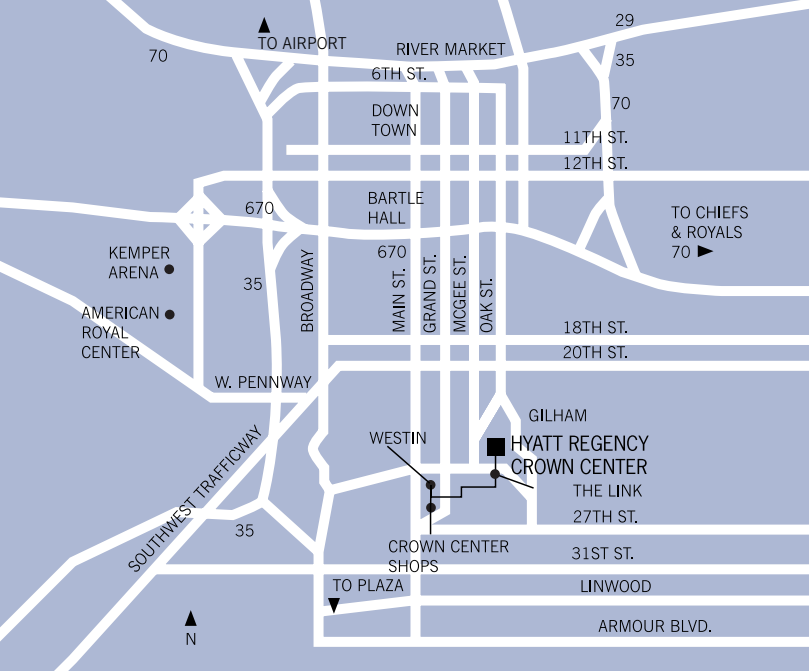 29
TO AIRPORT
RIVER MARKET
70
35
6TH ST.
70
DOWN
TOWN
11TH ST.
12TH ST.
BARTLE
HALL
670
TO CHIEFS
& ROYALS
70
KEMPER
ARENA
670
35
BROADWAY
MAIN ST.
GRAND ST.
MCGEE ST.
OAK ST.
AMERICAN
ROYAL
CENTER
18TH ST.
20TH ST.
W. PENNWAY
GILHAM
WESTIN
HYATT REGENCY
CROWN CENTER
SOUTHWEST TRAFFICWAY
THE LINK
27TH ST.
35
CROWN CENTER
SHOPS
31ST ST.
TO PLAZA
LINWOOD
N
ARMOUR BLVD.